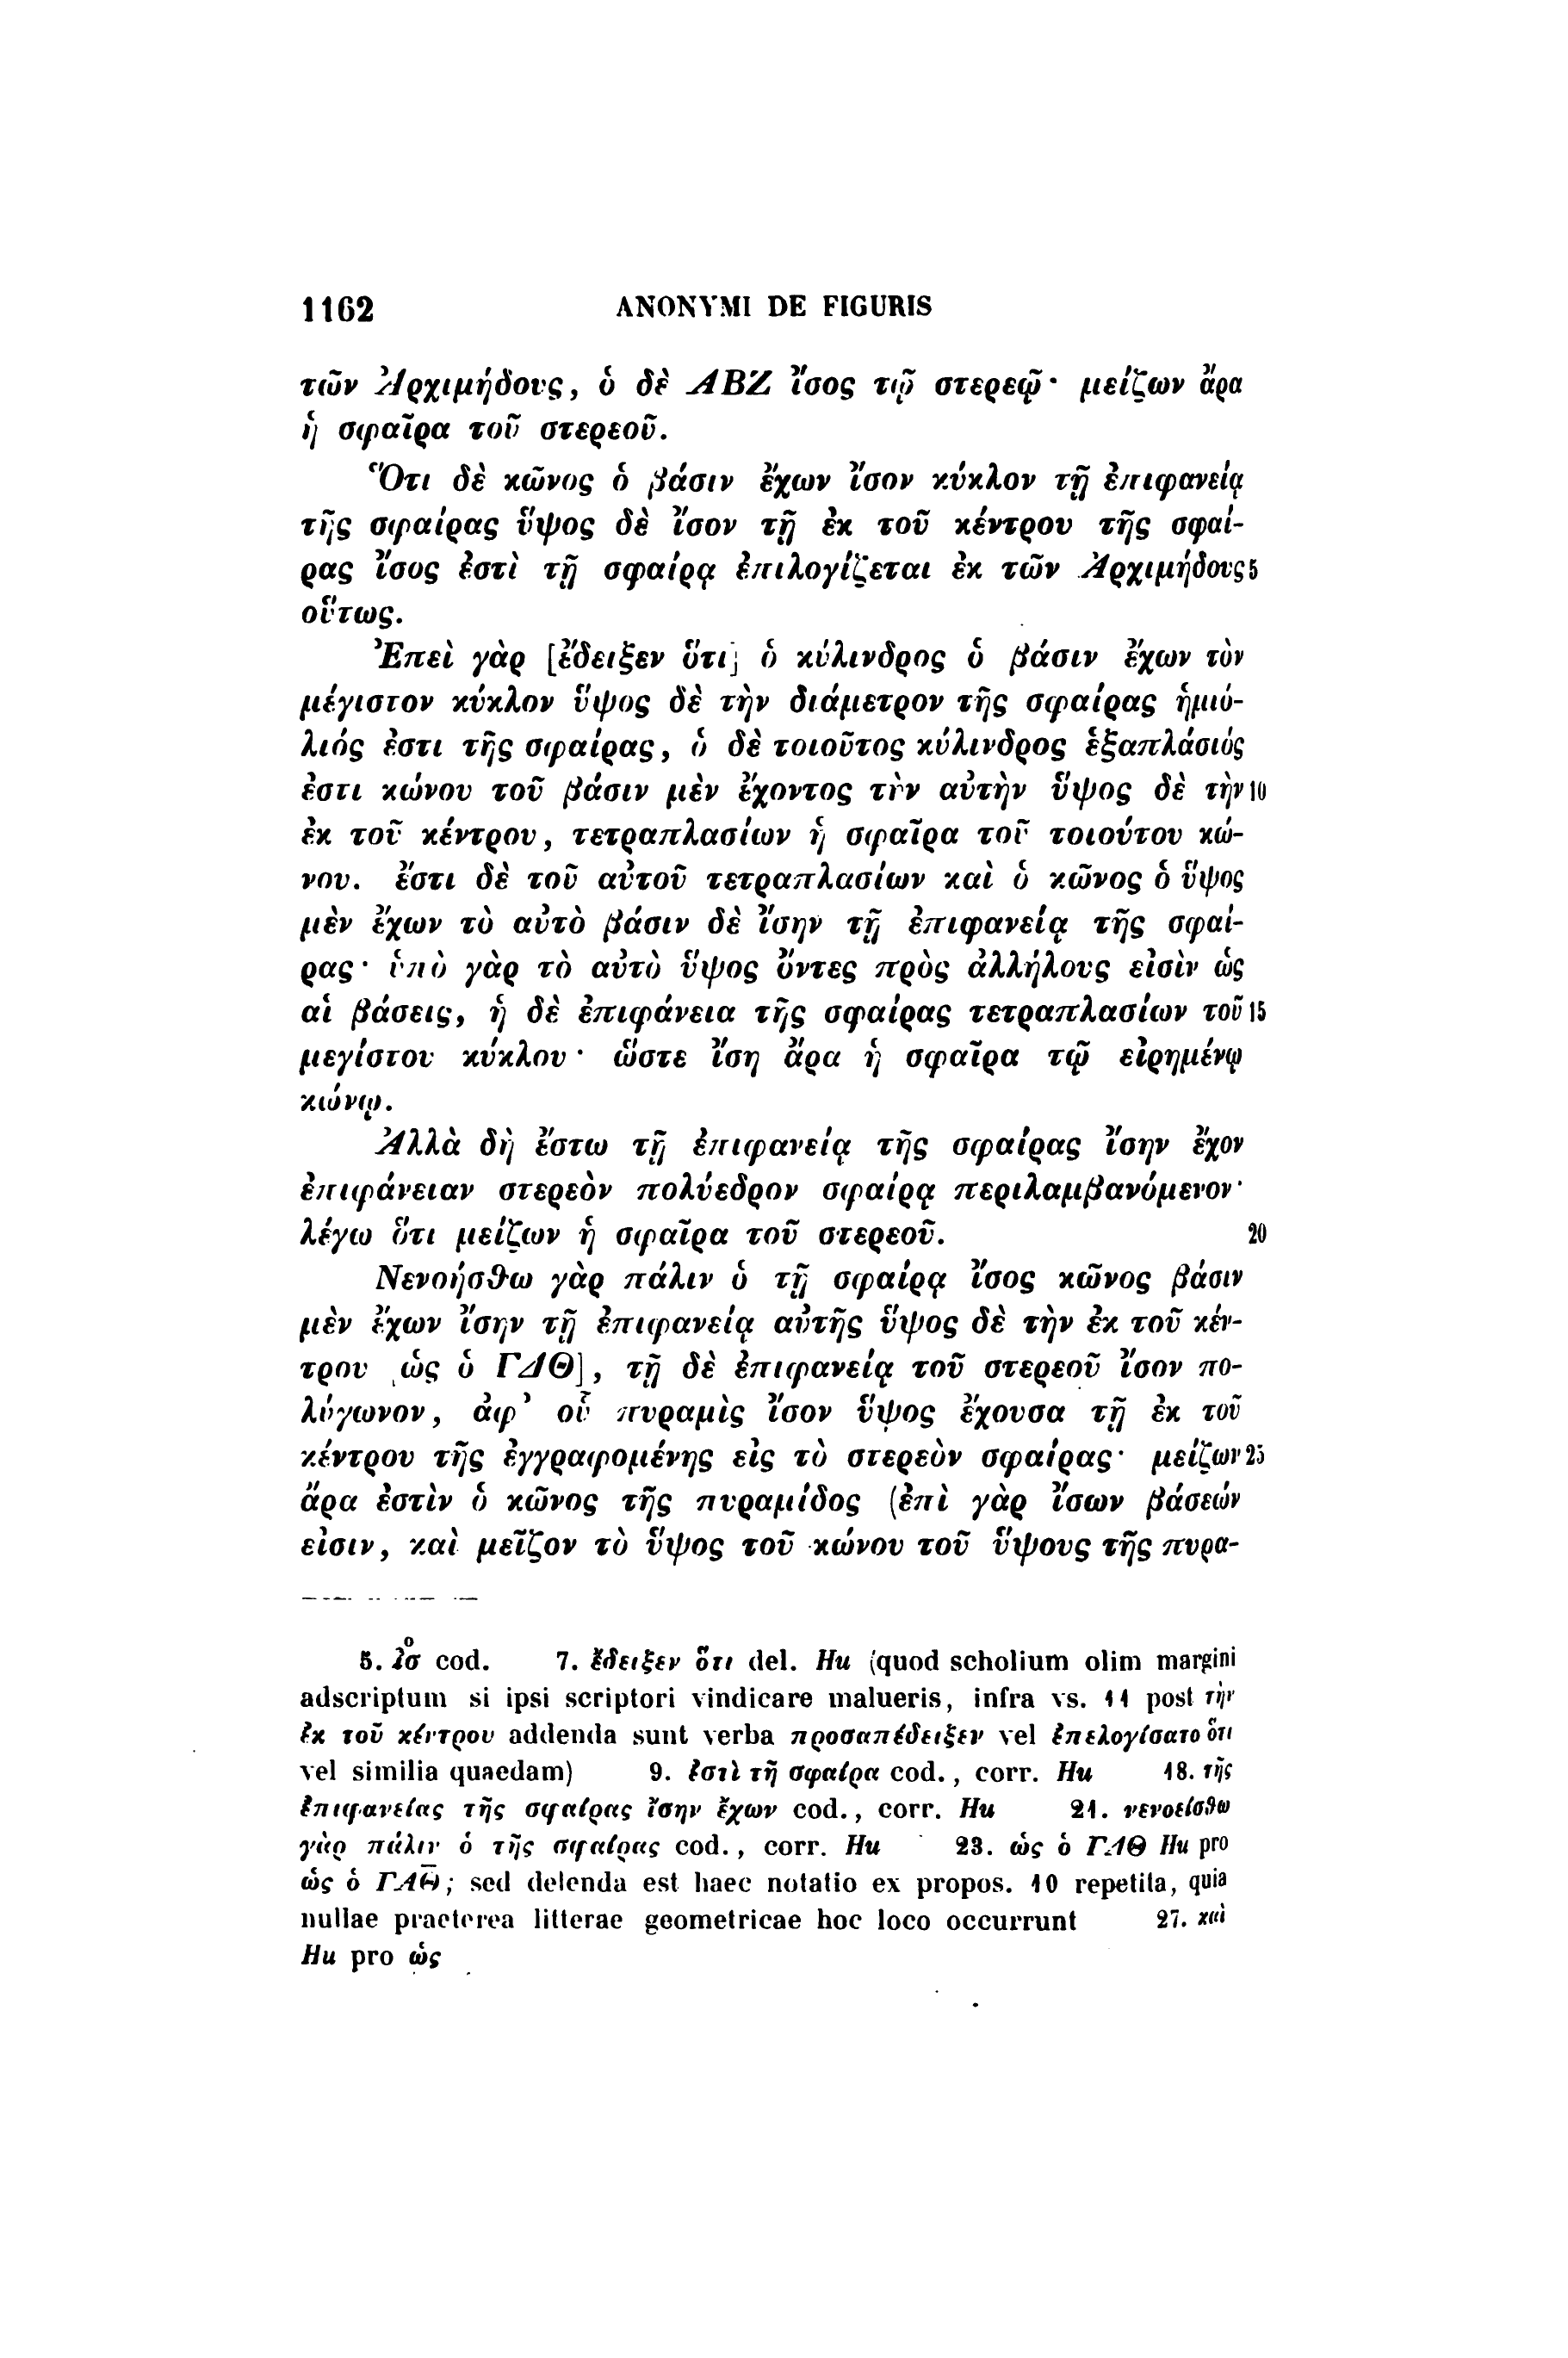 1162 ANONYMI DE FIGURIS
τῶν Ἀρχιμήδους, ὁ δὲ ΑΒΖ ἴσος τῷ στερεῷ· μείζων ἄρα
ἡ σφαῖρα τοῦ στερεοῦ.
Ὅτι δὲ κῶνος ὁ βάσιν ἔχων ἴσον κύκλον τῇ ἐπιφανείᾳ
τῆς σφαίρας ὕψος δὲ ἴσον τῇ ἐκ τοῦ κέντρου τῆς σφαί-
ρας ἴσος ἐστὶ τῇ σφαίρᾳ ἐπιλογίζεται ἐκ τῶν Ἀρχιμήδους 5
οὕτως.
Ἐπεὶ γὰρ [ἔδειξεν ὅτι] ὁ κύλινδρος ὁ βάσιν ἔχων τὸν
μέγιστον κύκλον ὕψος δὲ τὴν διάμετρον τῆς σφαίρας ἡμιό-
λιός ἐστι τῆς σφαίρας, ὁ δὲ τοιοῦτος κύλινδρος ἑξαπλάσιός
ἐστι κώνου τοῦ βάσιν μὲν ἔχοντος τὴν αὐτὴν ὕψος δὲ τὴν 10
ἐκ τοῦ κέντρου, τετραπλασίων ἡ σφαῖρα τοῦ τοιούτου κώ-
νου. ἔστι δὲ τοῦ αὐτοῦ τετραπλασίων καὶ ὁ κῶνος ὁ ὕψος
μὲν ἔχων τὸ αὐτὸ βάσιν δὲ ἴσην τῇ ἐπιφανείᾳ τῆς σφαί-
ρας· ὑπὸ γὰρ τὸ αὐτὸ ὕψος ὄντες πρὸς ἀλλήλους εἰσὶν ὡς
αἱ βάσεις, ἡ δὲ ἐπιφάνεια τῆς σφαίρας τετραπλασίων τοῦ 15
μεγίστου κύκλου· ὥστε ἴση ἄρα ἡ σφαῖρα τῷ εἰρημένῳ
κώνῳ.
Ἀλλὰ δὴ ἔστω τῇ ἐπιφανείᾳ τῆς σφαίρας ἴσην ἔχον
ἐπιφάνειαν στερεὸν πολύεδρον σφαίρᾳ περιλαμβανόμενον·
λέγω ὅτι μείζων ἡ σφαῖρα τοῦ στερεοῦ. 20
Νενοήσθω γὰρ πάλιν ὁ τῇ σφαίρᾳ ἴσος κῶνος βάσιν
μὲν ἔχων ἴσην τῇ ἐπιφανείᾳ αὐτῆς ὕψος δὲ τὴν ἐκ τοῦ κέν-
τρου [ὡς ὁ ΓΔΘ], τῇ δὲ ἐπιφανείᾳ τοῦ στερεοῦ ἴσον πο-
λύγωνον, ἀφ’ οὗ πυραμὶς ἴσον ὕψος ἔχουσα τῇ ἐκ τοῦ
κέντρου τῆς ἐγγραφομένης εἰς τὸ στερεὸν σφαίρας· μείζων 25
ἄρα ἐστὶν ὁ κῶνος τῆς πυραμίδος (ἐπὶ γὰρ ἴσων βάσεών
εἰσιν, καὶ μεῖζον τὸ ὕψος τοῦ κώνου τοῦ ὕψους τῆς πυρα-
5. ἰσͦ cod. 7. ἔδειξεν ὅτι del. Hu (quod scholium olim margini
adscriptum si ipsi scriptori vindicare malueris, infra vs. 11 post τὴν
ἐκ τοῦ κέντρου addenda sunt verba προσαπέδειξεν vel ἐπελογίσατο ὅτι
vel similia quaedam) 9. ἐστὶ τῇ σφαίρα cod., corr. Hu 18. τῆς
ἐπιφανείας τῆς σφαίρας ἴσην ἔχων cod., corr. Hu 21. νενοείσθω
γὰρ πάλιν ὁ τῆς σφαίρας cod., corr. Hu 23. ὡς ὁ ΓΔΘ Hu pro
ὡς ὁ ΓΑΘ̅; sed delenda est haec notatio ex propos. 10 repetita, quia
nullae praeterea litterae geometricae hoc loco occurrunt 27. καὶ
Hu pro ὡς